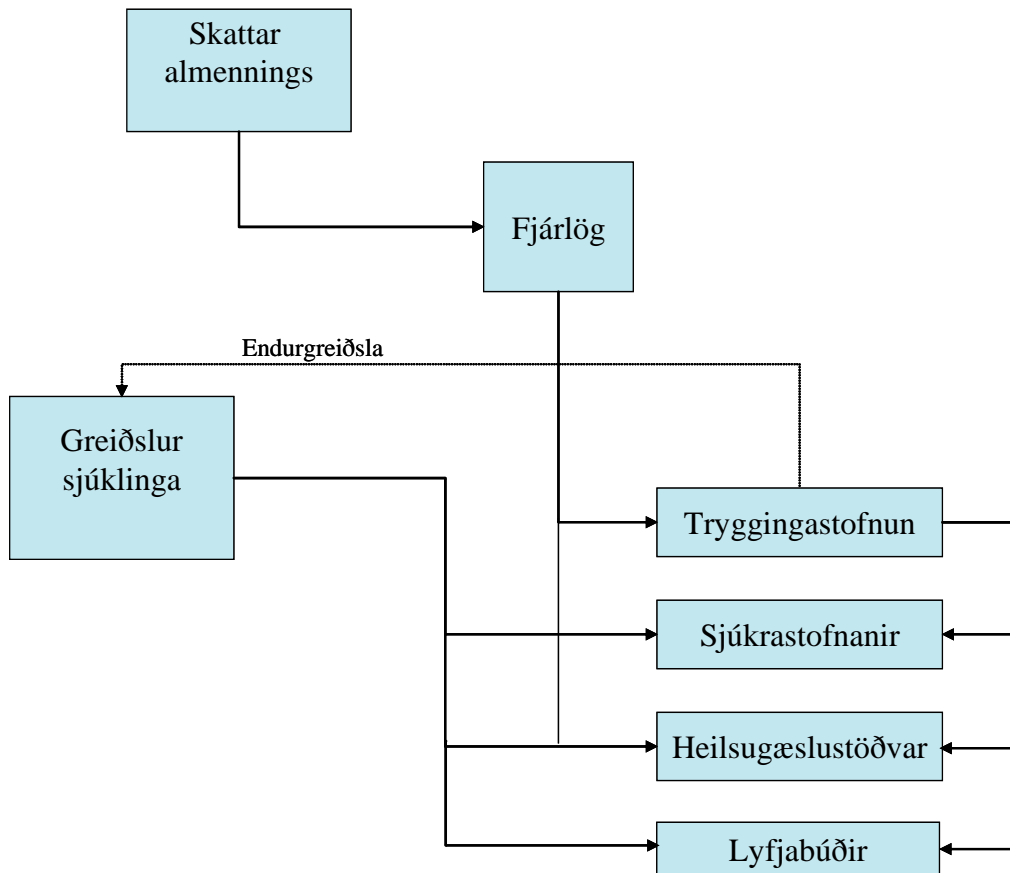 Skattar
almennings
Fjárlög
Endurgreiðsla
Greiðslur
sjúklinga
Tryggingastofnun
Sjúkrastofnanir
Heilsugæslustöðvar
Lyfjabúðir